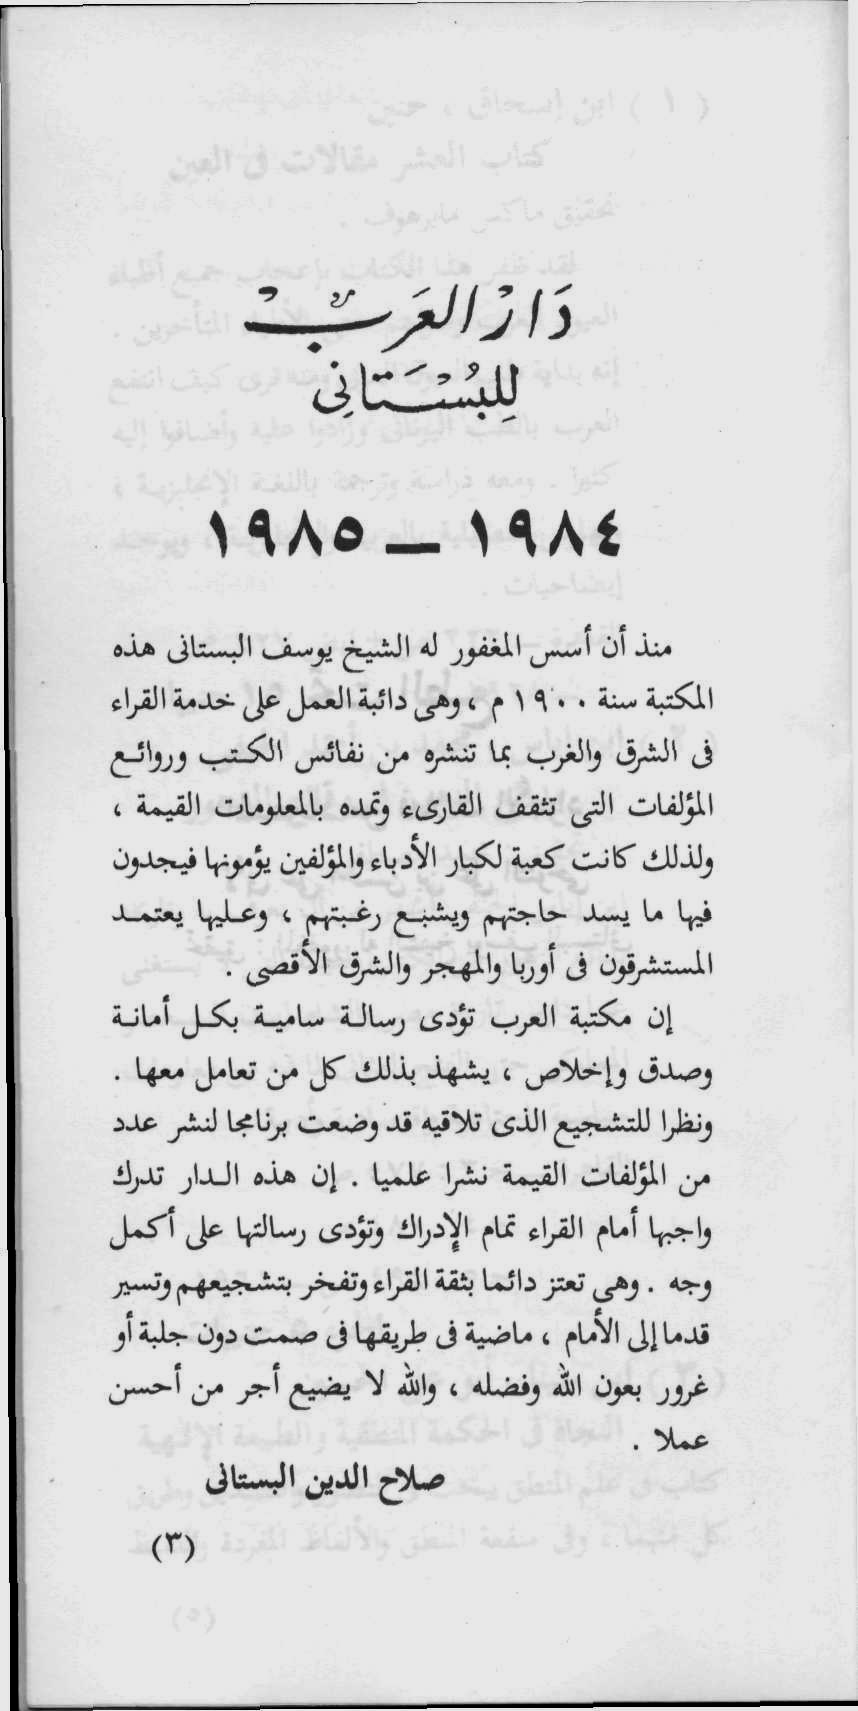 دَارُ العَرَبْ
لِلبُسْتَانِى
١٩٨٤ — ١٩٨٥
منذ أن أسس المغفور له الشيخ يوسف البستانى هذه
المكتبة سنة ١٩٠٠ م ، وهى دائبة العمل على خدمة القراء
فى الشرق والغرب بما تنشره من نفائس الكتب وروائع
المؤلفات التى تثقف القارىء وتمده بالمعلومات القيمة ،
ولذلك كانت كعبة لكبار الأدباء والمؤلفين يؤمونها فيجدون
فيها ما يسد حاجتهم ويشبع رغبتهم ، وعليها يعتمد
المستشرقون فى أوربا والمهجر والشرق الأقصى .
إن مكتبة العرب تؤدى رسالة سامية بكل أمانة
وصدق وإخلاص ، يشهذ بذلك كل من تعامل معها .
ونظرا للتشجيع الذى تلاقيه قد وضعت برنامجا لنشر عدد
من المؤلفات القيمة نشرا علميا . إن هذه الدار تدرك
واجبها أمام القراء تمام الإدراك وتؤدى رسالتها على أكمل
وجه . وهى تعتز دائما بثقة القراء وتفخر بتشجيعهم وتسير
قدما إلى الأمام ، ماضية فى طريقها فى صمت دون جلبة أو
غرور بعون الله وفضله ، والله لا يضيع أجر من أحسن
عملا .
صلاح الدين البستانى
(٣)